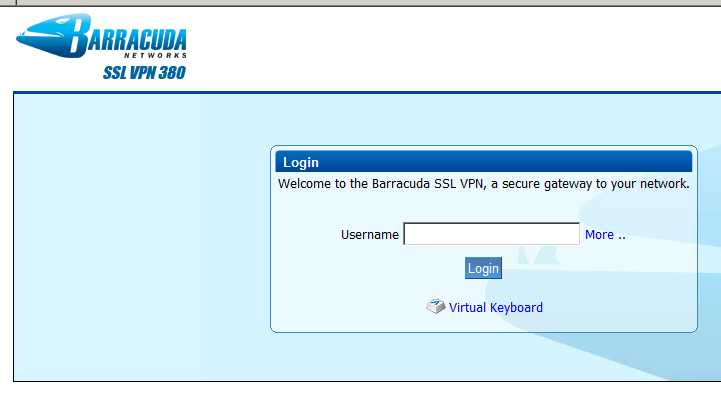 BARRACUDA
NETWORKS
SSL VPN 380
Login
Welcome to the Barracuda SSL VPN, a secure gateway to your network.
Username More ..
Login
Virtual Keyboard